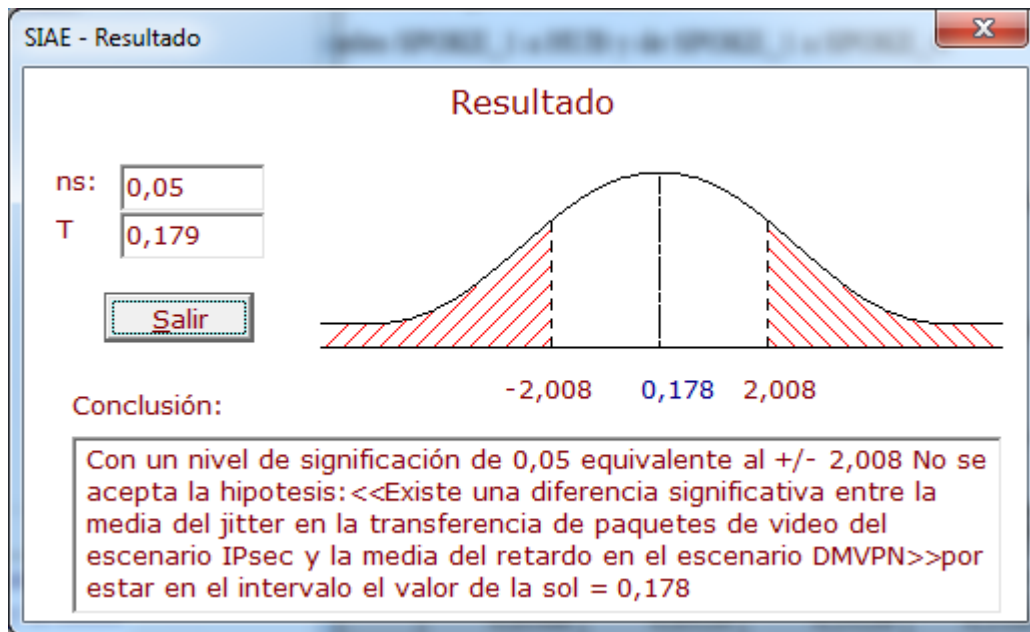 SIAE - Resultado
Resultado
ns: 0,05
T 0,179
Salir
-2,008 0,178 2,008
Conclusión:
Con un nivel de significación de 0,05 equivalente al +/- 2,008 No se
acepta la hipotesis:<<Existe una diferencia significativa entre la
media del jitter en la transferencia de paquetes de video del
escenario IPsec y la media del retardo en el escenario DMVPN>>por
estar en el intervalo el valor de la sol = 0,178